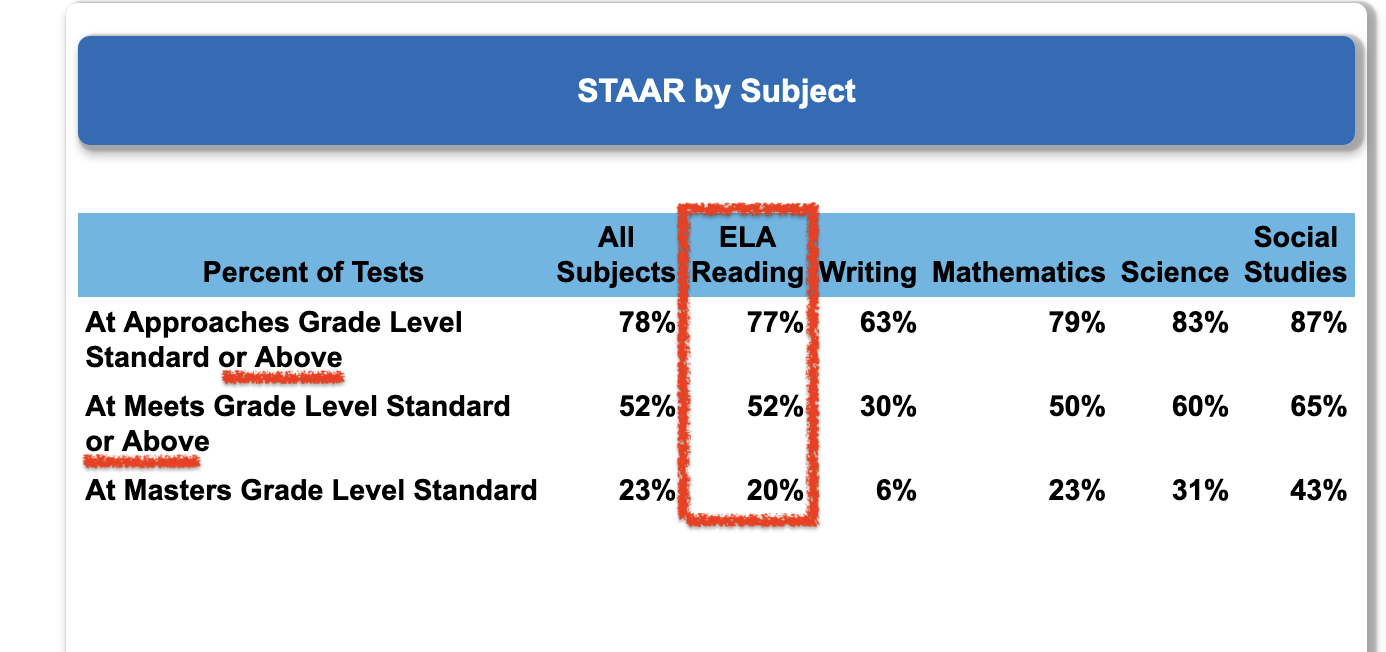 STAAR by Subject
All ELA Social
Percent of Tests Subjects Reading Writing Mathematics Science Studies
At Approaches Grade Level 78% 77% 63% 79% 83% 87%
Standard or Above
At Meets Grade Level Standard 52% 52% 30% 50% 60% 65%
or Above
At Masters Grade Level Standard 23% 20% 6% 23% 31% 43%